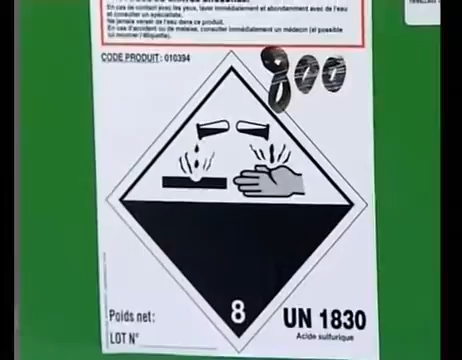 En cas de contact avec les yeux, laver immédiatement et abondamment avec de l'eau
et consulter un spécialiste.
Ne jamais verser de l'eau dans ce produit.
En cas d'accident ou de malaise, consulter immédiatement un médecin (si possible
lui montrer l'étiquette).
CODE PRODUIT : 010394
800
8
UN 1830
Acide sulfurique
Poids net:
LOT N°